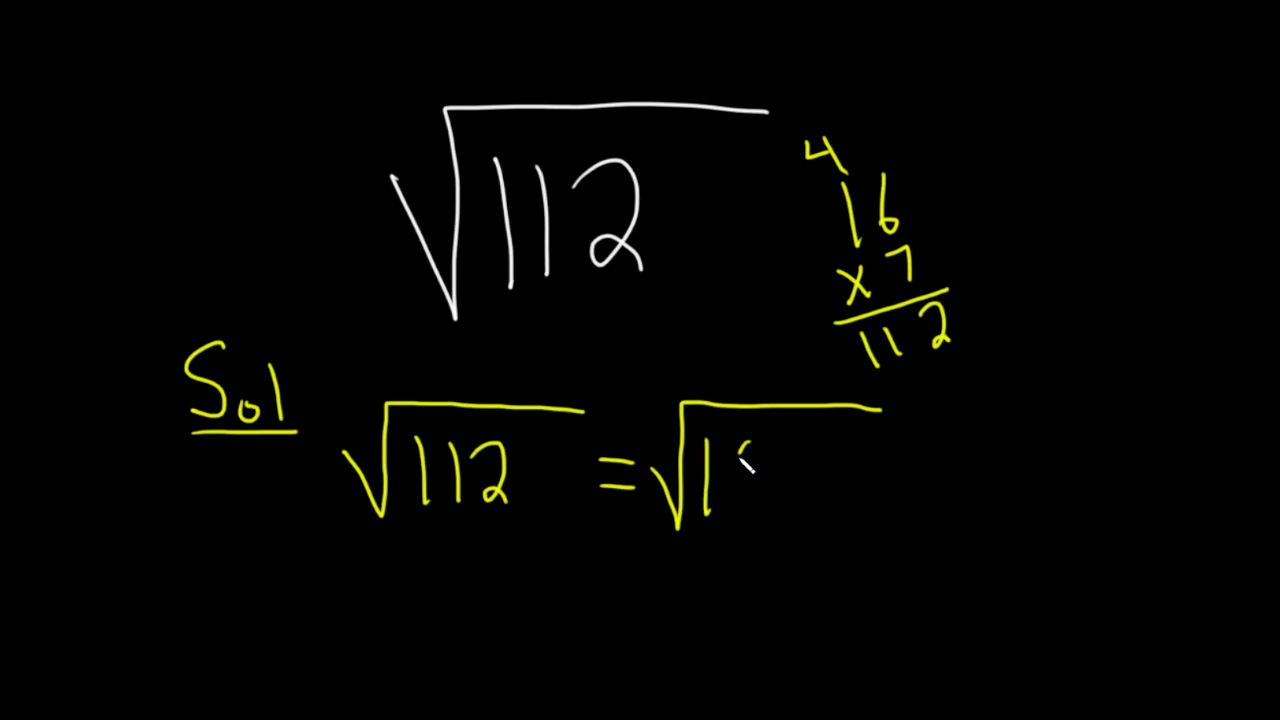 √112
4
16
x 7
112
Sol
√112 = √1